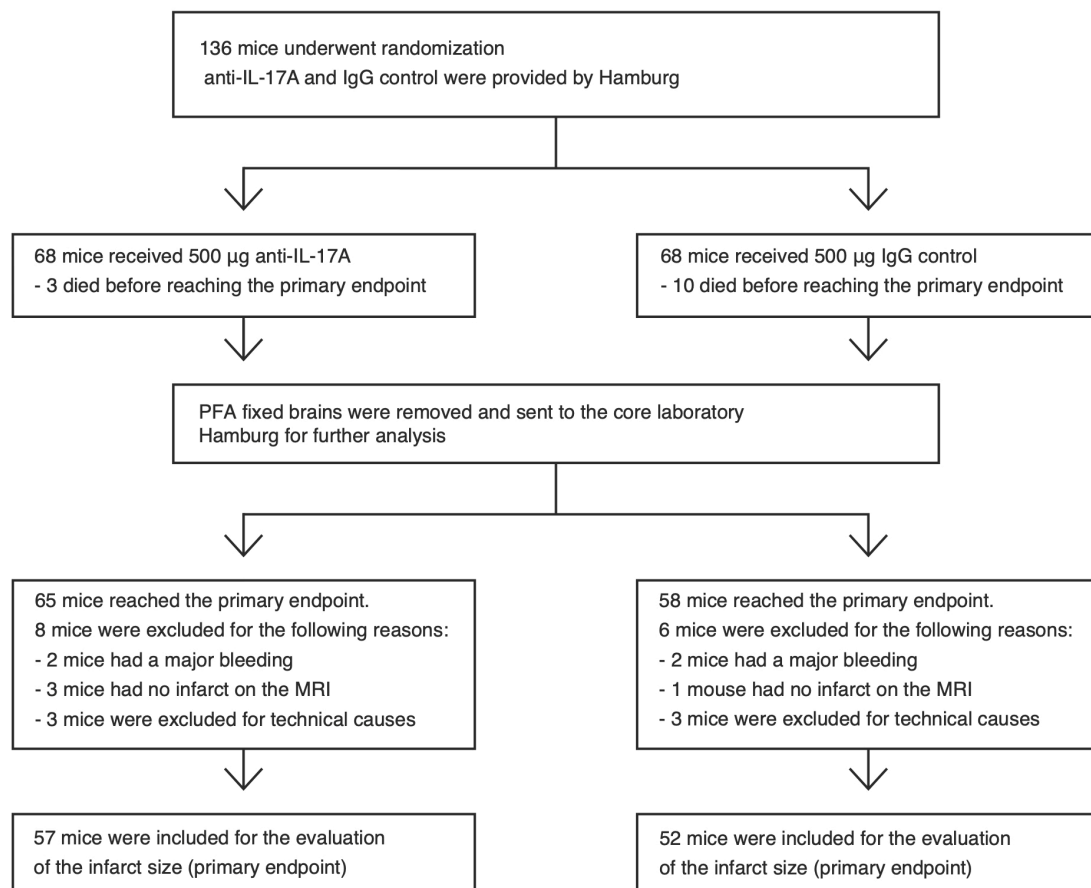 136 mice underwent randomization
anti-IL-17A and IgG control were provided by Hamburg
68 mice received 500 µg anti-IL-17A
- 3 died before reaching the primary endpoint
68 mice received 500 µg IgG control
- 10 died before reaching the primary endpoint
PFA fixed brains were removed and sent to the core laboratory
Hamburg for further analysis
65 mice reached the primary endpoint.
8 mice were excluded for the following reasons:
- 2 mice had a major bleeding
- 3 mice had no infarct on the MRI
- 3 mice were excluded for technical causes
58 mice reached the primary endpoint.
6 mice were excluded for the following reasons:
- 2 mice had a major bleeding
- 1 mouse had no infarct on the MRI
- 3 mice were excluded for technical causes
57 mice were included for the evaluation
of the infarct size (primary endpoint)
52 mice were included for the evaluation
of the infarct size (primary endpoint)